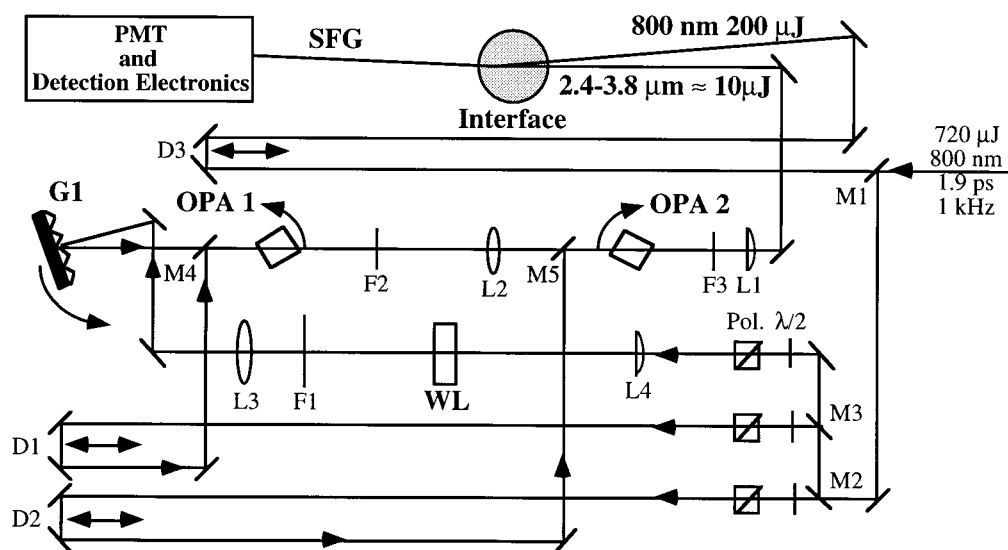 PMT
and
Detection Electronics
SFG
800 nm 200 μJ
2.4-3.8 μm ≈ 10μJ
Interface
D3
720 μJ
800 nm
1.9 ps
1 kHz
M1
G1
OPA 1
OPA 2
M4
F2
L2
M5
F3
L1
Pol. λ/2
L3
F1
WL
L4
M3
D1
M2
D2